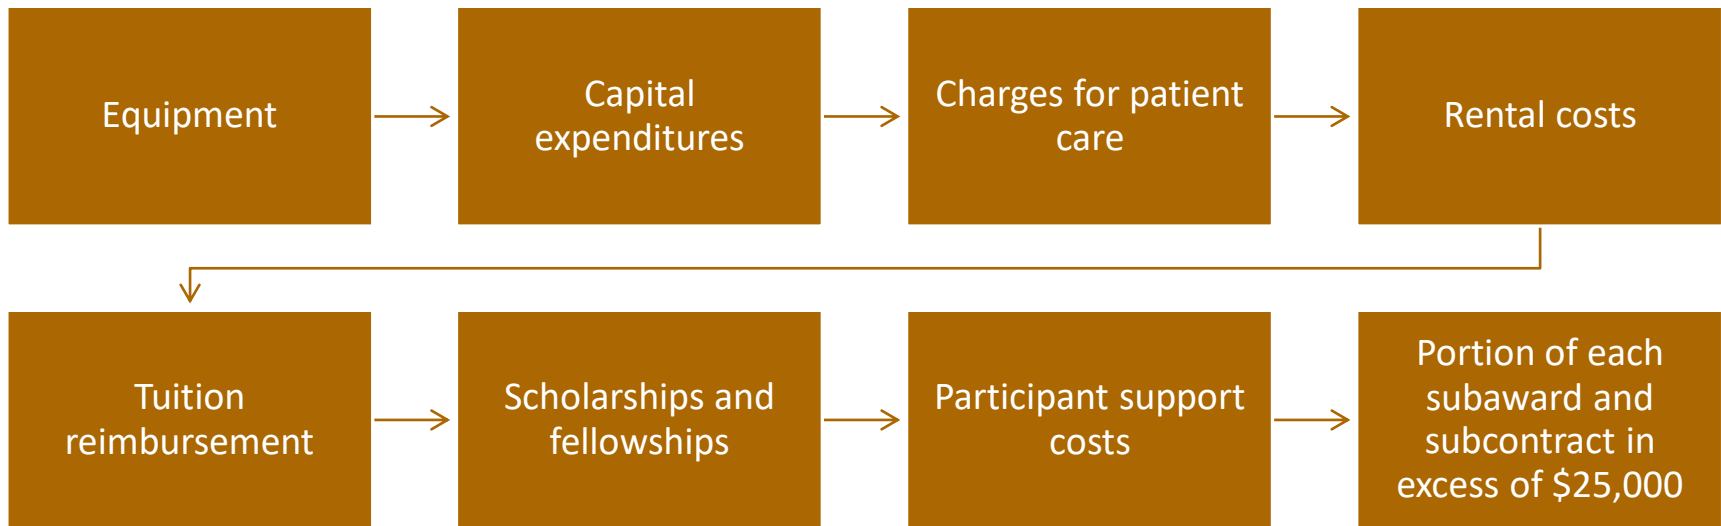 Equipment
Capital
expenditures
Charges for patient
care
Rental costs
Tuition
reimbursement
Scholarships and
fellowships
Participant support
costs
Portion of each
subaward and
subcontract in
excess of $25,000